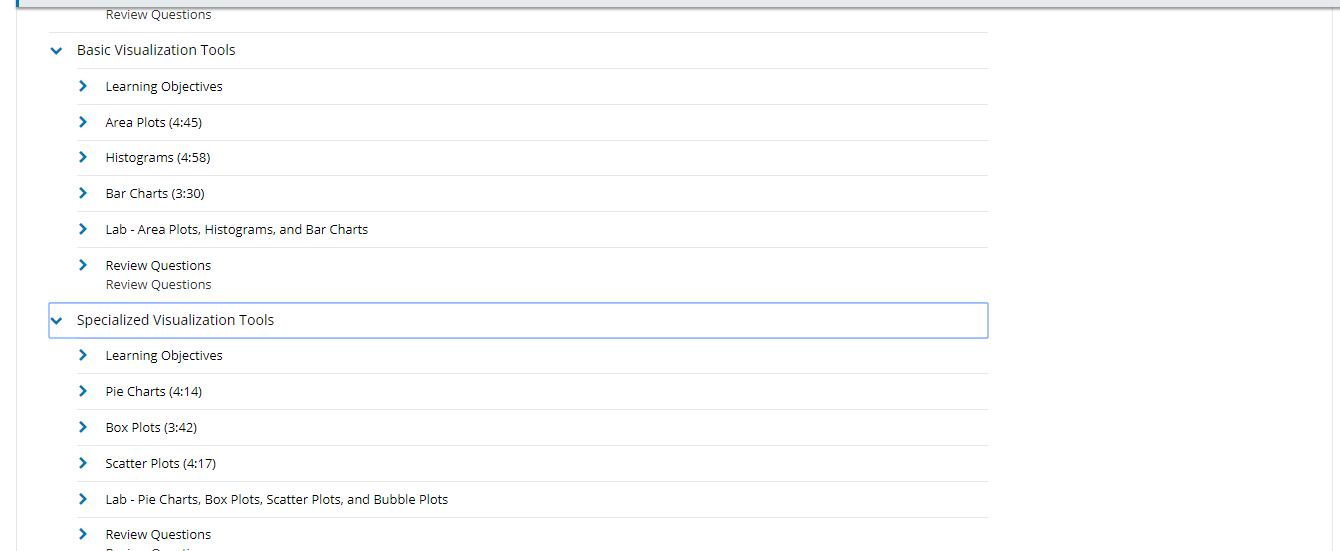 Review Questions
Basic Visualization Tools
Learning Objectives
Area Plots (4:45)
Histograms (4:58)
Bar Charts (3:30)
Lab - Area Plots, Histograms, and Bar Charts
Review Questions
Review Questions
Specialized Visualization Tools
Learning Objectives
Pie Charts (4:14)
Box Plots (3:42)
Scatter Plots (4:17)
Lab - Pie Charts, Box Plots, Scatter Plots, and Bubble Plots
Review Questions